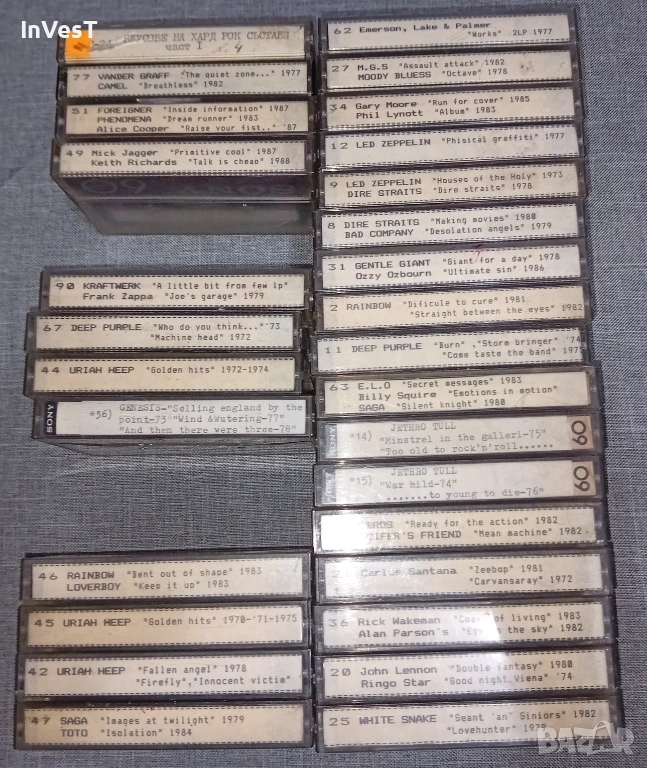 InVesT
ХАРД РОК СЪСТАВИ
част I
77 VANDER GRAFF "The quiet zone..." 1977
CAMEL "Breathless" 1982
51 FOREIGNER "Inside information" 1987
PHENOMENA "Dream runner" 1983
Alice Cooper "Raise your fist.. '87
49 Mick Jagger "Primitive cool" 1987
Keith Richards "Talk is cheap" 1988
90 KRAFTWERK "A little bit from few lp"
Frank Zappa "Joe's garage" 1979
67 DEEP PURPLE "Who do you think..."'73
"Machine head" 1972
44 URIAH HEEP "Golden hits" 1972-1974
SONY
*36) GENESIS-"Selling england by the
point-73 "Wind &Wutering-77"
"And then there were three-78"
46 RAINBOW "Bent out of shape" 1983
LOVERBOY "Keep it up" 1983
45 URIAH HEEP "Golden hits" 1970-'71-1975
42 URIAH HEEP "Fallen angel" 1978
"Firefly","Innocent victim"
47 SAGA "Images at twilight" 1979
TOTO "Isolation" 1984
62 Emerson, Lake & Palmer
"Works" 2LP 1977
27 M.G.S "Assault attack" 1982
MOODY BLUESS "Octave" 1978
34 Gary Moore "Run for cover" 1985
Phil Lynott "Album" 1983
12 LED ZEPPELIN "Phisical graffiti" 1977
9 LED ZEPPELIN "Houses of the Holy" 1973
DIRE STRAITS "Dire straits" 1978
8 DIRE STRAITS "Making movies" 1980
BAD COMPANY "Desolation angels" 1979
31 GENTLE GIANT "Giant for a day" 1978
Ozzy Ozbourn "Ultimate sin" 1986
2 RAINBOW "Dificule to cure" 1981
"Straight between the eyes" 1982
11 DEEP PURPLE "Burn" ,"Storm bringer" '74
"Come taste the band" 1975
63 E.L.O "Secret messages" 1983
Billy Squire "Emotions in motion"
SAGA "Silent knight" 1980
SONY
*14) JETHRO TULL
"Minstrel in the galleri-75"
"Too old to rock'n'roll......
60
*15) JETHRO TULL
"War hild-74"
.......to young to die-76"
60
"Ready for the action" 1982
FRIEND "Mean machine" 1982
Carlos Santana "Zeebop" 1981
"Carvansaray" 1972
36 Rick Wakeman of living" 1983
Alan Parson's the sky" 1982
20 John Lennon "Double fantasy" 1980
Ringo Star "Good night Viena" '74
25 WHITE SNAKE "Seant 'an' Siniors" 1982
"Lovehunter"
BAZAR